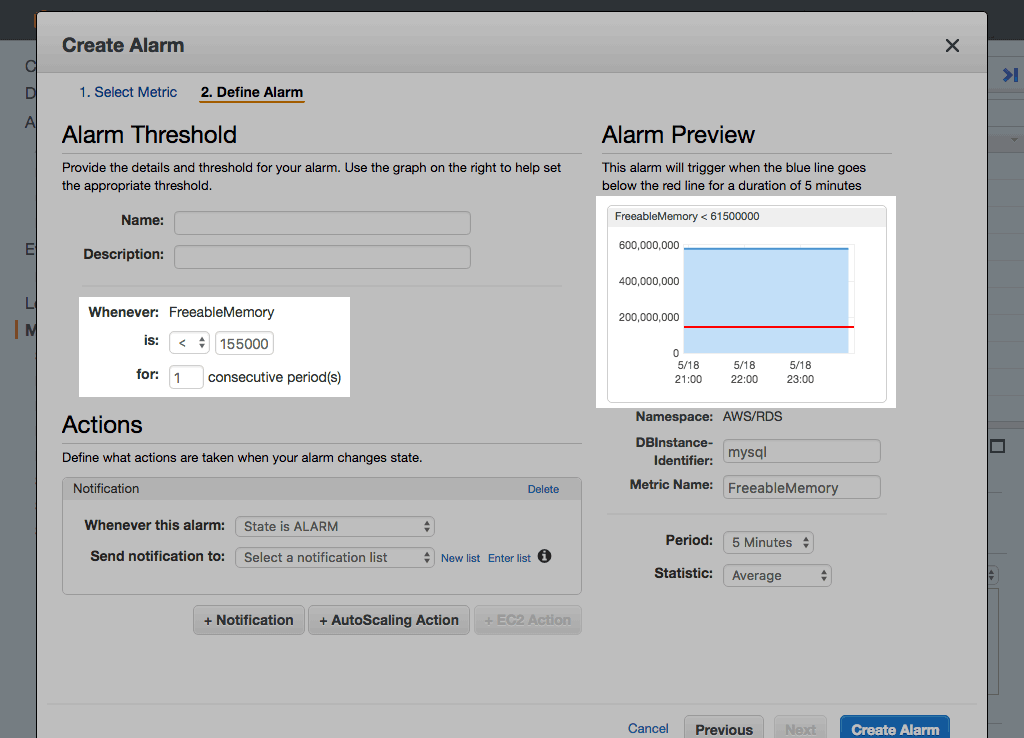 Create Alarm
1. Select Metric
2. Define Alarm
Alarm Threshold
Provide the details and threshold for your alarm. Use the graph on the right to help set
the appropriate threshold.
Name:
Description:
Whenever: FreeableMemory
is: < 155000
for: 1 consecutive period(s)
Actions
Define what actions are taken when your alarm changes state.
Notification Delete
Whenever this alarm: State is ALARM
Send notification to: Select a notification list New list Enter list
+ Notification + AutoScaling Action + EC2 Action
Alarm Preview
This alarm will trigger when the blue line goes
below the red line for a duration of 5 minutes
FreeableMemory < 61500000
600,000,000
400,000,000
200,000,000
0
5/18 5/18 5/18
21:00 22:00 23:00
Namespace: AWS/RDS
DBInstance-
Identifier: mysql
Metric Name: FreeableMemory
Period: 5 Minutes
Statistic: Average
Cancel Previous Next Create Alarm